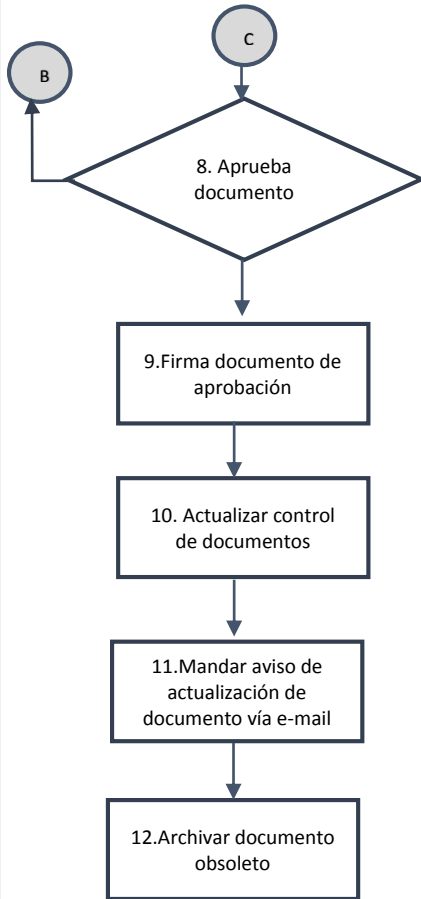 C
B
8. Aprueba
documento
9.Firma documento de
aprobación
10. Actualizar control
de documentos
11.Mandar aviso de
actualización de
documento vía e-mail
12.Archivar documento
obsoleto